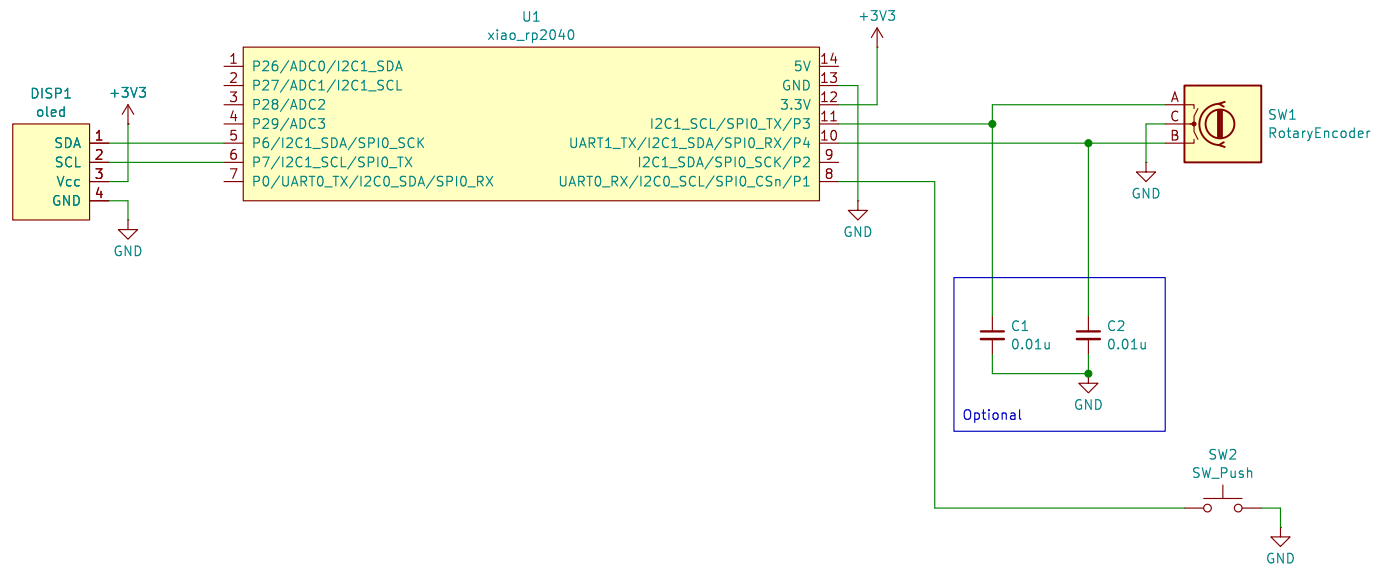 U1
xiao_rp2040
+3V3
1 P26/ADC0/I2C1_SDA 5V 14
2 P27/ADC1/I2C1_SCL GND 13
3 P28/ADC2 3.3V 12
4 P29/ADC3 I2C1_SCL/SPI0_TX/P3 11
5 P6/I2C1_SDA/SPI0_SCK UART1_TX/I2C1_SDA/SPI0_RX/P4 10
6 P7/I2C1_SCL/SPI0_TX I2C1_SDA/SPI0_SCK/P2 9
7 P0/UART0_TX/I2C0_SDA/SPI0_RX UART0_RX/I2C0_SCL/SPI0_CSn/P1 8
DISP1
oled
+3V3
SDA 1
SCL 2
Vcc 3
GND 4
GND
GND
A
C
B
SW1
RotaryEncoder
GND
C1
0.01u
C2
0.01u
GND
Optional
SW2
SW_Push
GND